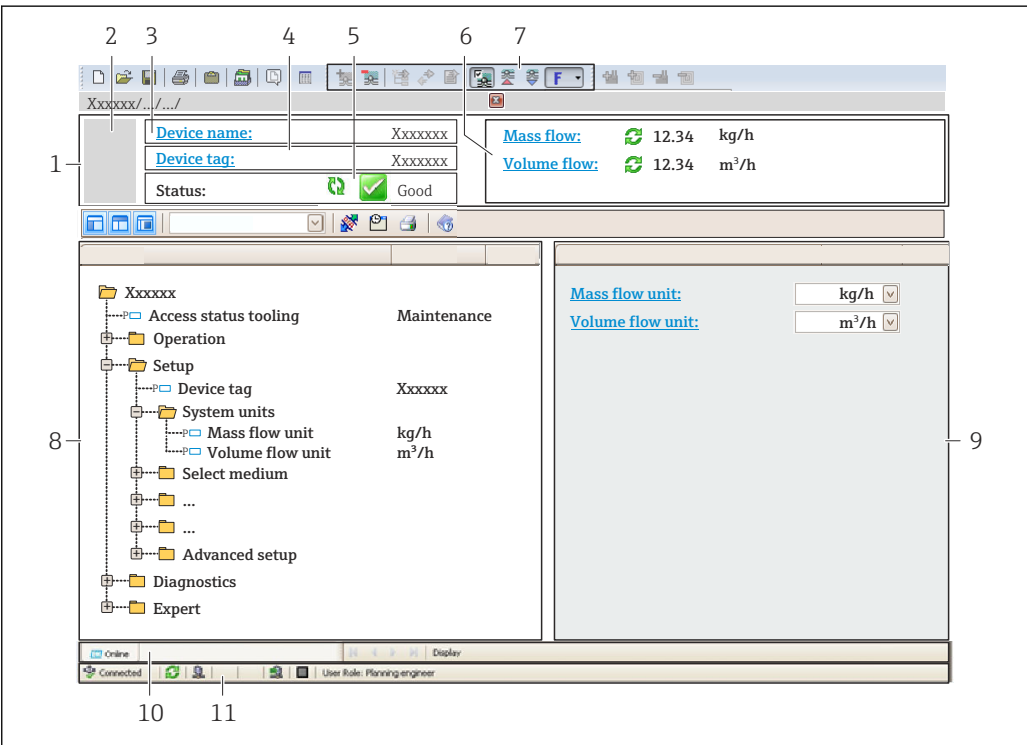 2 3 4 5 6 7
F
Xxxxxx/.../.../
1
Device name: Xxxxxxx
Device tag: Xxxxxxx
Status: Good
Mass flow: 12.34 kg/h
Volume flow: 12.34 m³/h
Xxxxxx
P Access status tooling Maintenance
Operation
Setup
P Device tag Xxxxxx
System units
P Mass flow unit kg/h
P Volume flow unit m³/h
Select medium
...
...
Advanced setup
Diagnostics
Expert
Mass flow unit: kg/h
Volume flow unit: m³/h
8
9
Online Display
Connected User Role: Planning engineer
10 11